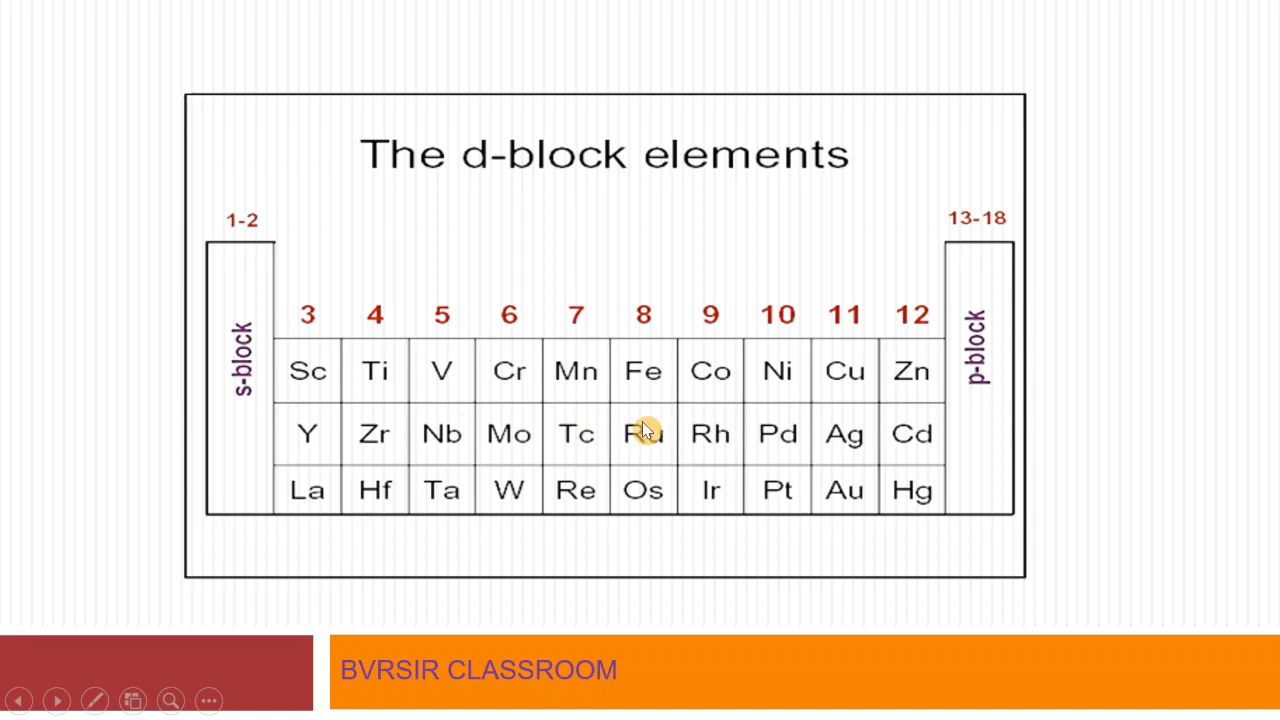 The d-block elements
1-2 13-18
3 4 5 6 7 8 9 10 11 12
s-block p-block
Sc Ti V Cr Mn Fe Co Ni Cu Zn
Y Zr Nb Mo Tc Ru Rh Pd Ag Cd
La Hf Ta W Re Os Ir Pt Au Hg
BVRSIR CLASSROOM